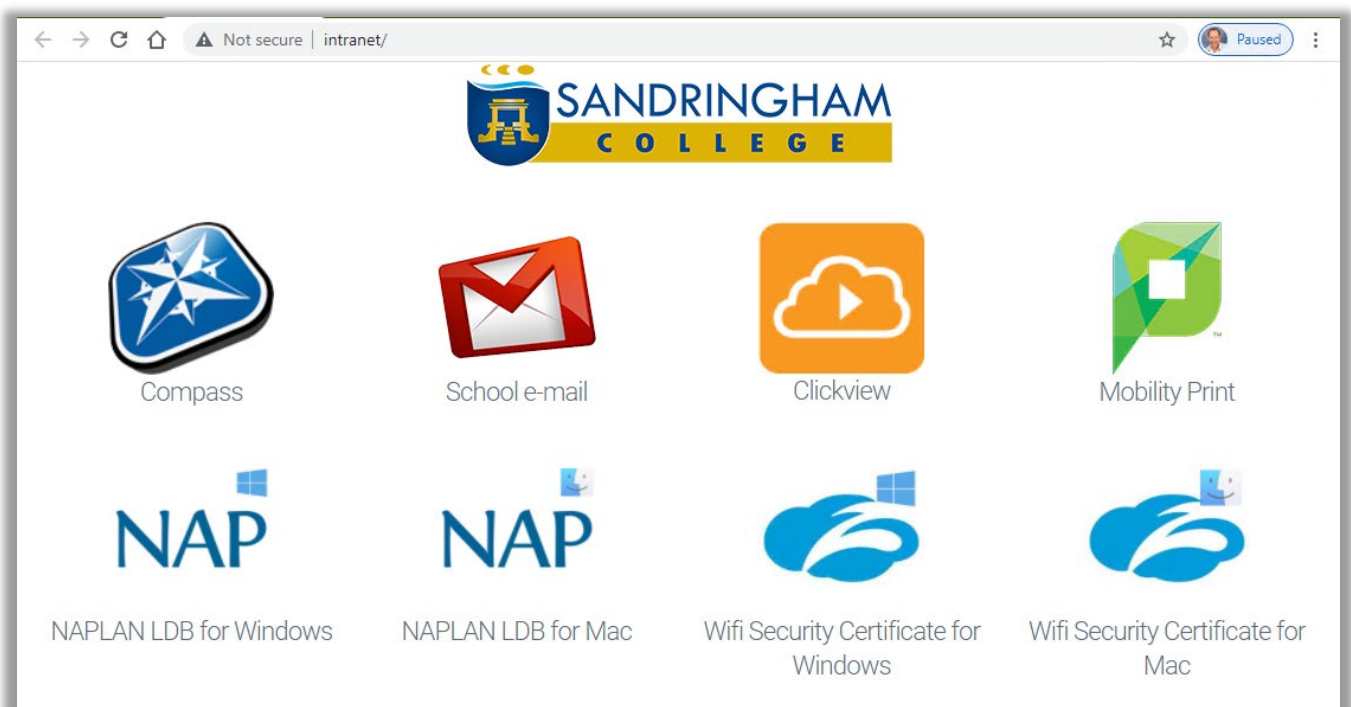 Not secure | intranet/
Paused
SANDRINGHAM
COLLEGE
Compass
School e-mail
Clickview
Mobility Print
TM
NAP
NAP
NAPLAN LDB for Windows
NAPLAN LDB for Mac
Wifi Security Certificate for
Windows
Wifi Security Certificate for
Mac